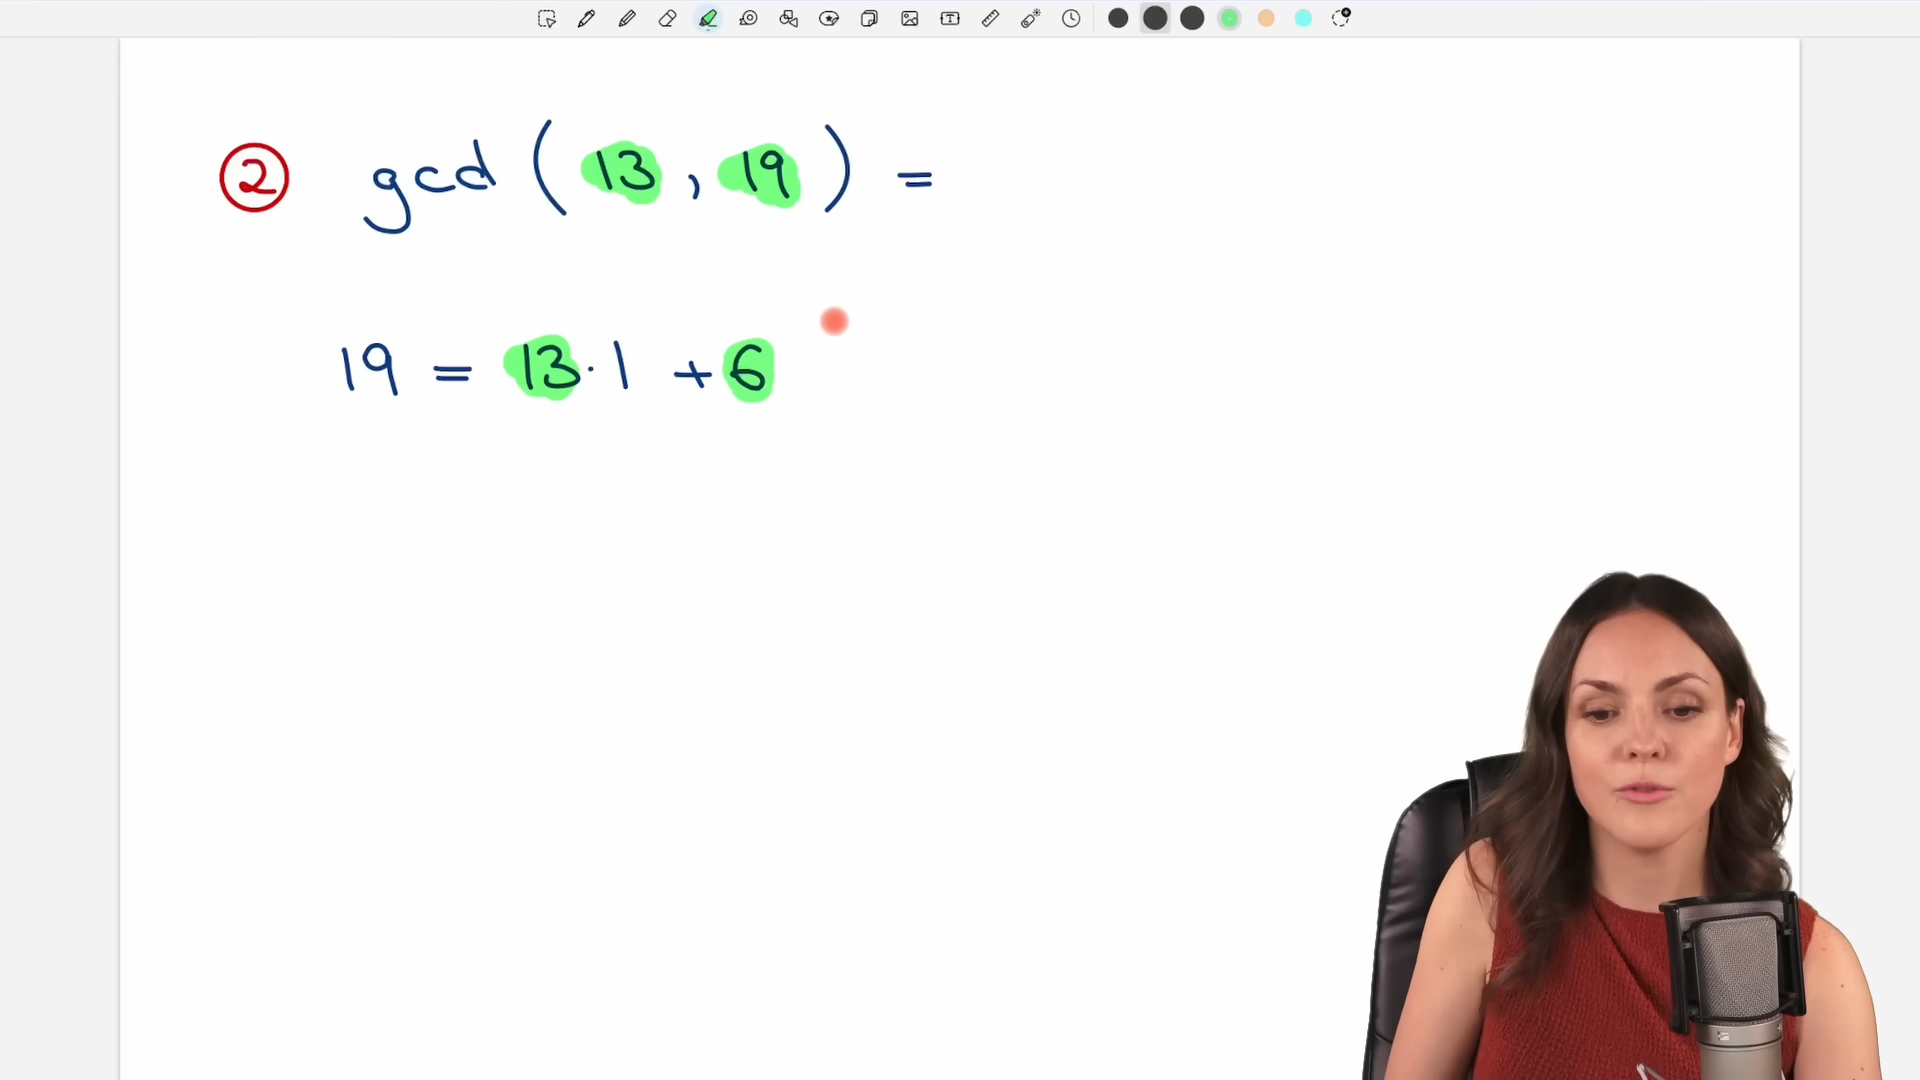 ② gcd ( 13 , 19 ) =
19 = 13 · 1 + 6